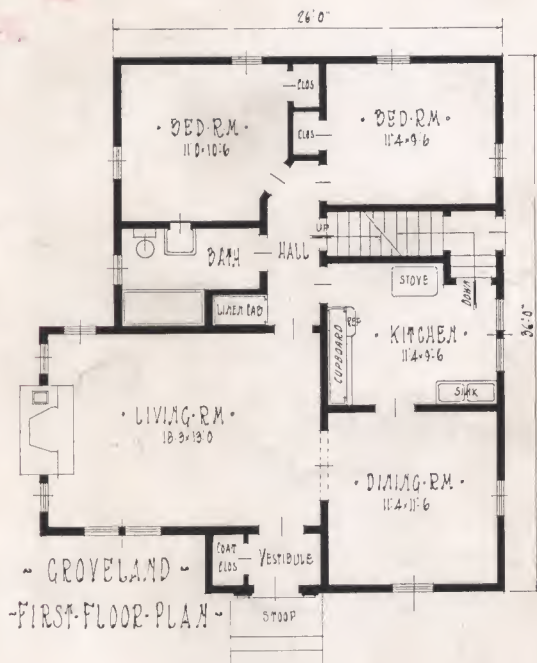 26'0"
CLOS
CLOS
BED-RM
11'0×10'6
BED-RM
11'4×9'6
UP
BATH
HALL
STOVE
DOWN
LINEN CAB
CUPBOARD
REF
KITCHEN
11'4×9'6
36'0"
SINK
LIVING-RM
18'3×13'0
DINING-RM
11'4×11'6
COAT
CLOS
VESTIBULE
~ GROVELAND ~
~FIRST-FLOOR-PLAN~
STOOP